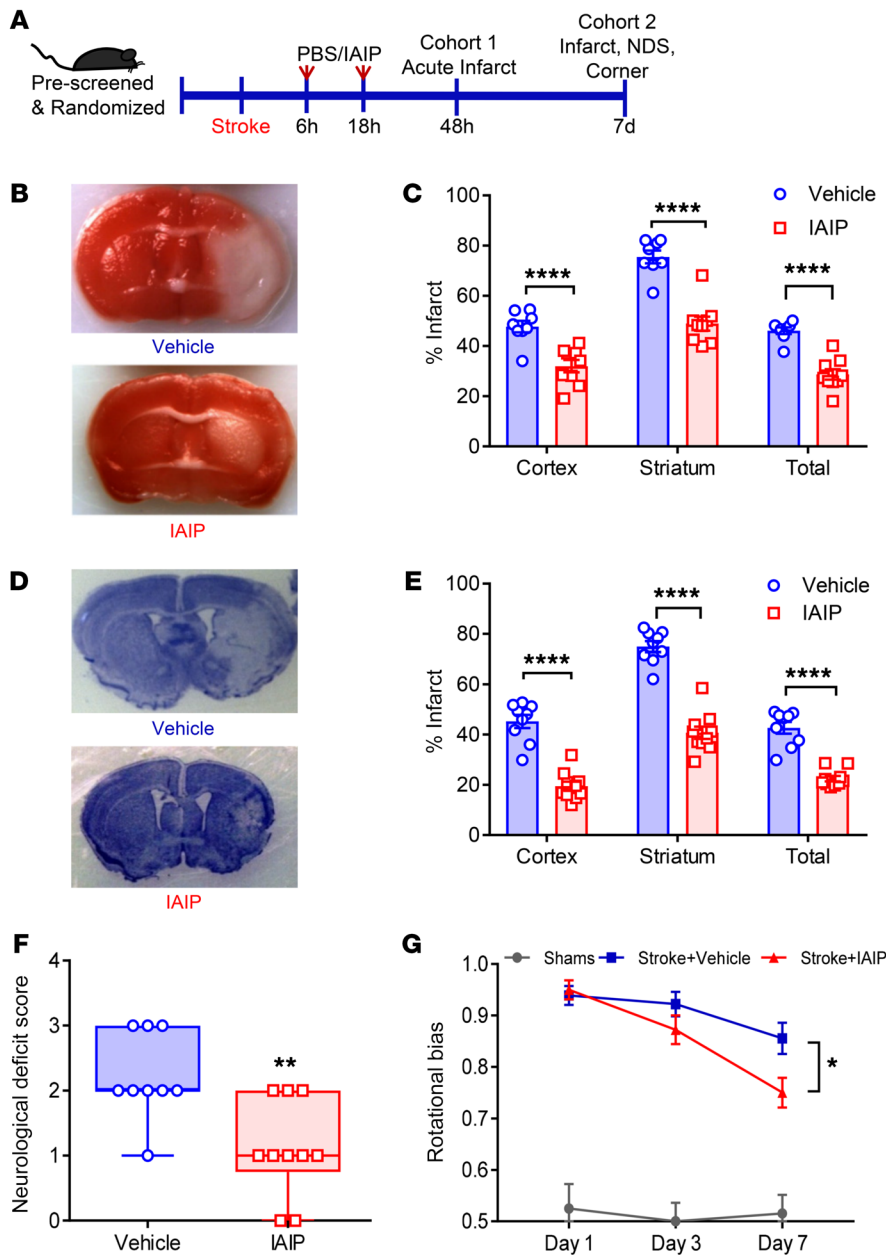 A
Pre-screened
& Randomized
PBS/IAIP
Cohort 1
Acute Infarct
Cohort 2
Infarct, NDS,
Corner
Stroke
6h
18h
48h
7d
B
Vehicle
IAIP
C
% Infarct
100
80
60
40
20
0
****
****
****
Vehicle
IAIP
Cortex
Striatum
Total
D
Vehicle
IAIP
E
% Infarct
100
80
60
40
20
0
****
****
****
Vehicle
IAIP
Cortex
Striatum
Total
F
Neurological deficit score
4
3
2
1
0
**
Vehicle
IAIP
G
Shams Stroke+Vehicle Stroke+IAIP
Rotational bias
1.0
0.9
0.8
0.7
0.6
0.5
*
Day 1
Day 3
Day 7